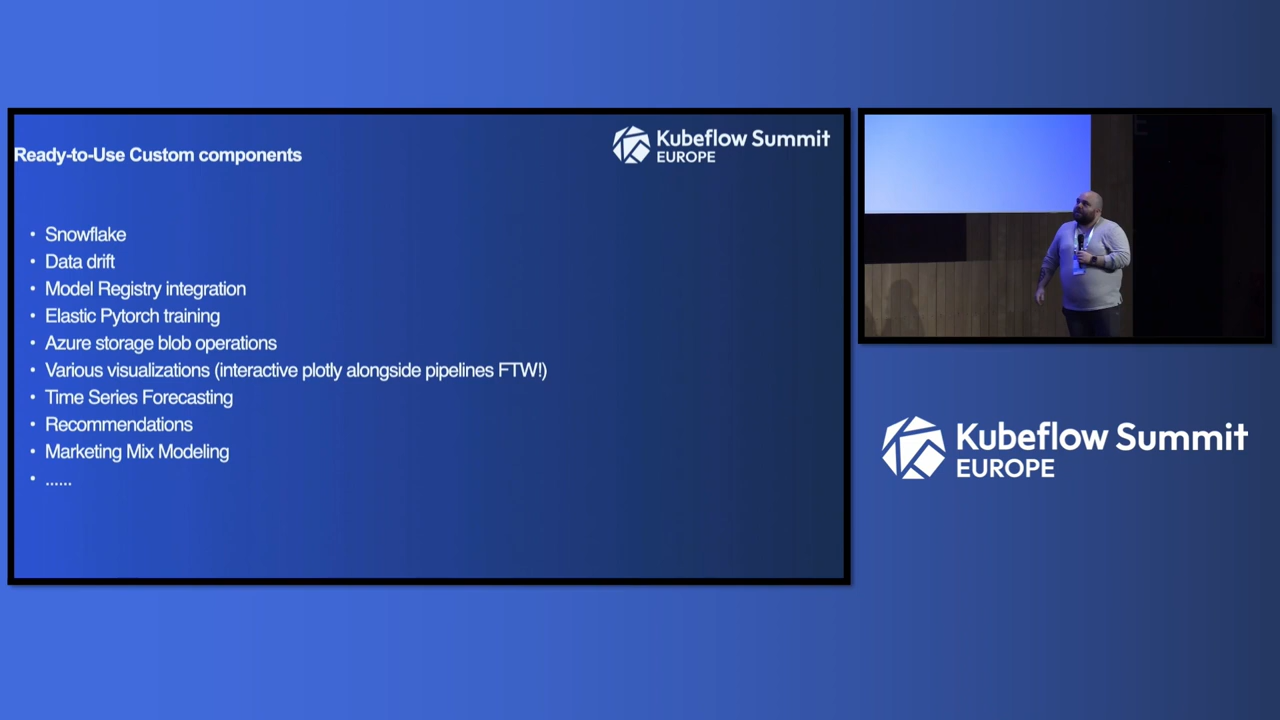 Ready-to-Use Custom components
Kubeflow Summit
EUROPE
• Snowflake
• Data drift
• Model Registry integration
• Elastic Pytorch training
• Azure storage blob operations
• Various visualizations (interactive plotly alongside pipelines FTW!)
• Time Series Forecasting
• Recommendations
• Marketing Mix Modeling
• ......
Kubeflow Summit
EUROPE